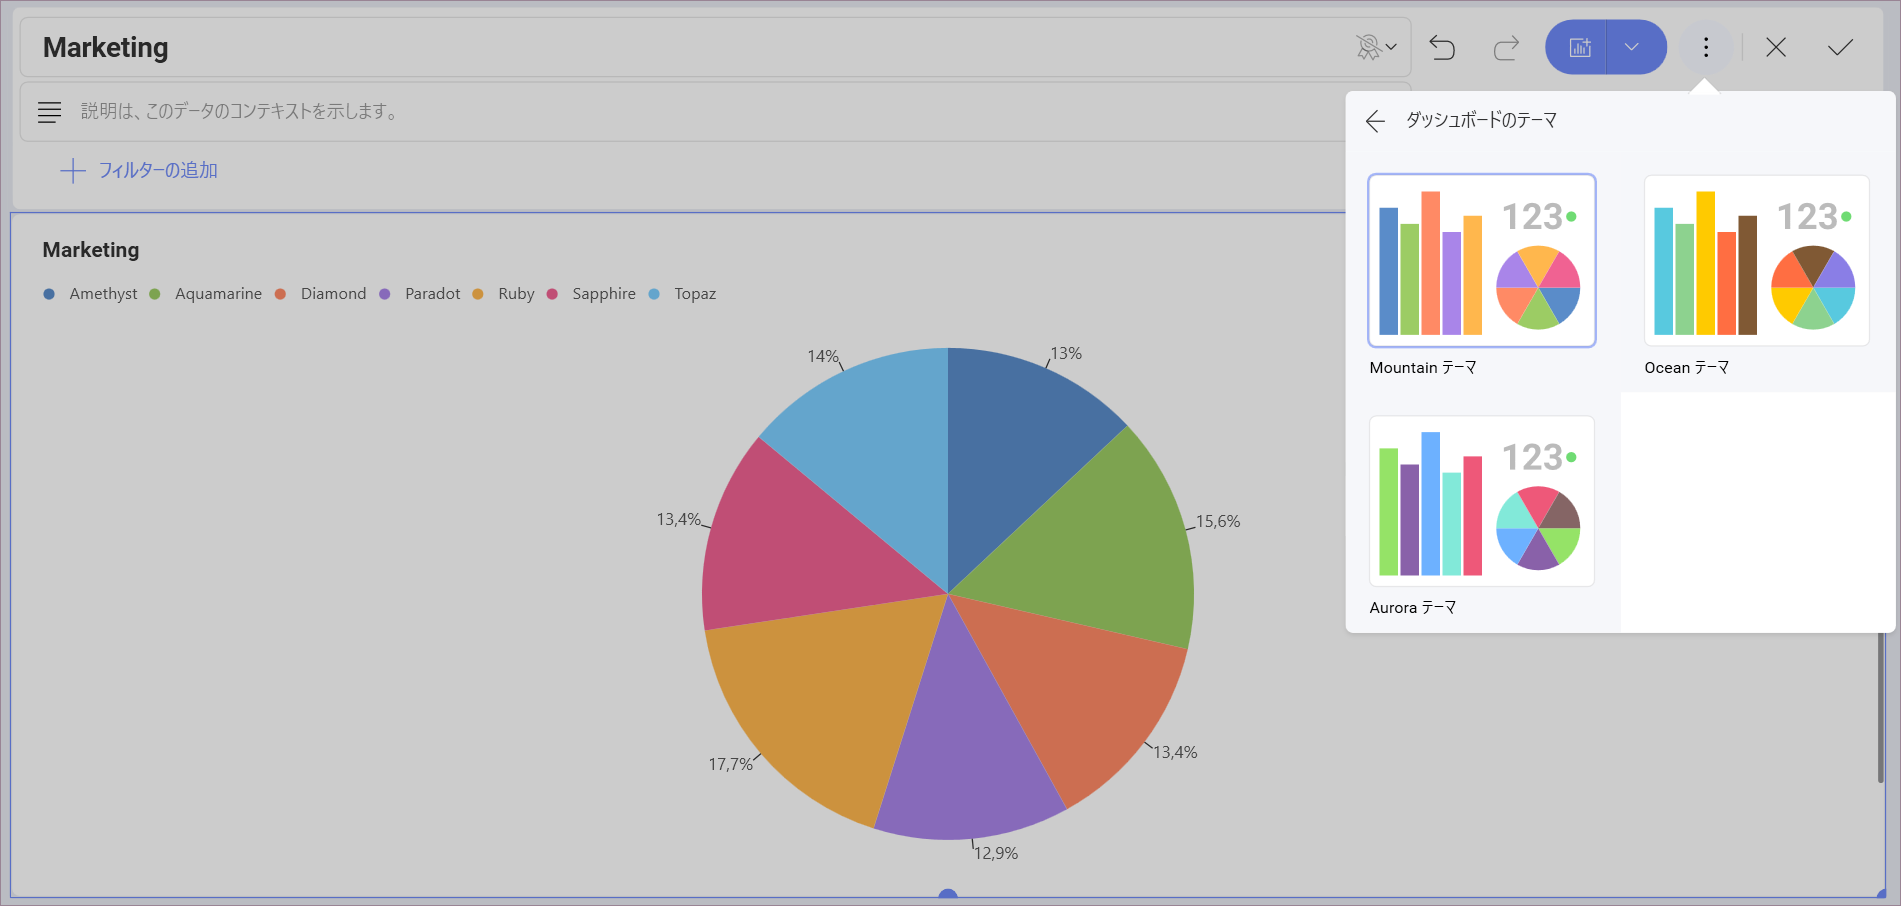 Marketing
説明は、このデータのコンテキストを示します。
フィルターの追加
Marketing
Amethyst Aquamarine Diamond Paradot Ruby Sapphire Topaz
14%
13%
13,4%
15,6%
17,7%
13,4%
12,9%
ダッシュボードのテーマ
123
123
Mountain テーマ
Ocean テーマ
123
Aurora テーマ